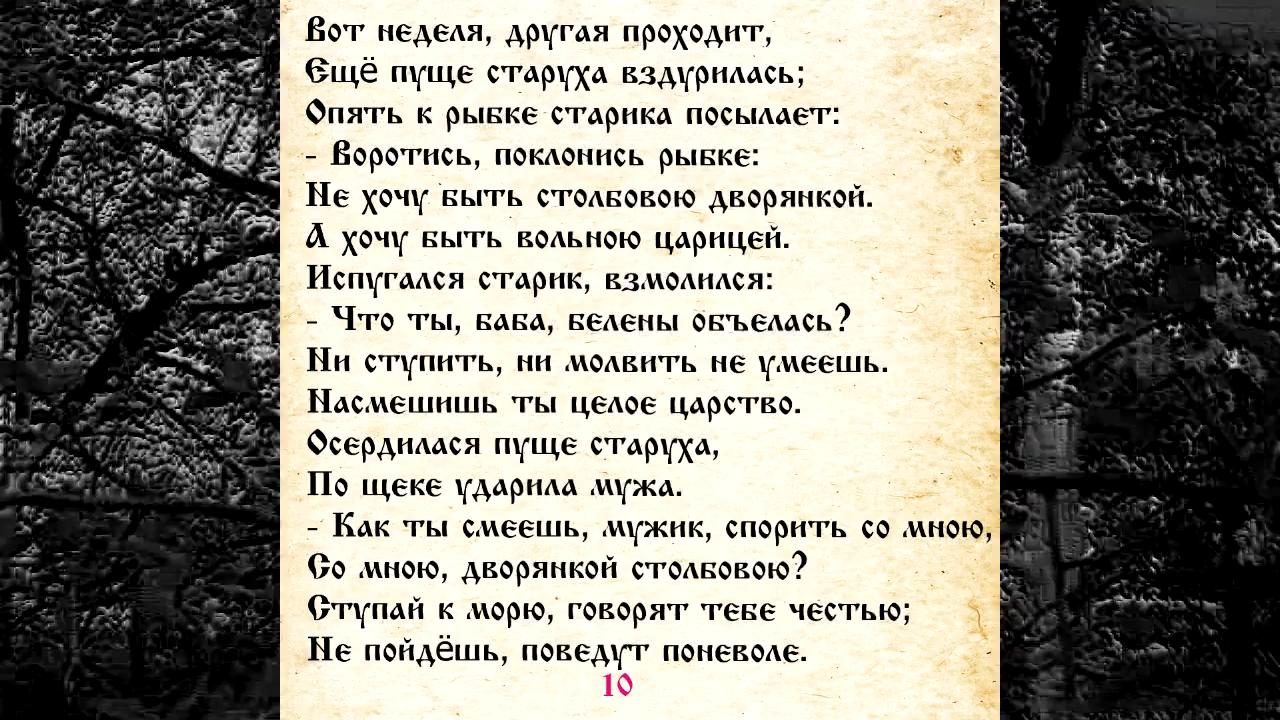 Вот неделя, другая проходит,
Ещё пуще старуха вздурилась;
Опять к рыбке старика посылает:
- Воротись, поклонись рыбке:
Не хочу быть столбовою дворянкой.
А хочу быть вольною царицей.
Испугался старик, взмолился:
- Что ты, баба, белены объелась?
Ни ступить, ни молвить не умеешь.
Насмешишь ты целое царство.
Осердилася пуще старуха,
По щеке ударила мужа.
- Как ты смеешь, мужик, спорить со мною,
Со мною, дворянкой столбовою?
Ступай к морю, говорят тебе честью;
Не пойдёшь, поведут поневоле.
10